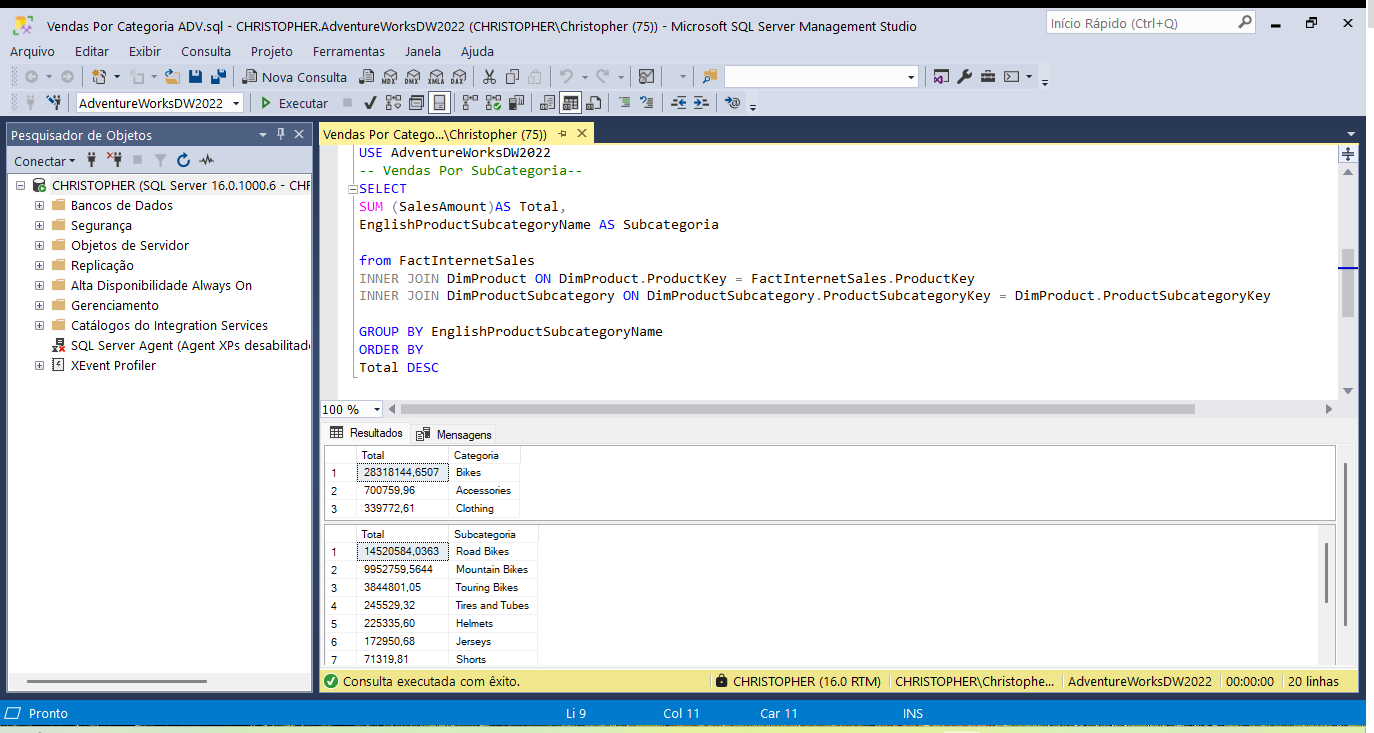 Vendas Por Categoria ADV.sql - CHRISTOPHER.AdventureWorksDW2022 (CHRISTOPHER\Christopher (75)) - Microsoft SQL Server Management Studio
Início Rápido (Ctrl+Q)
Arquivo Editar Exibir Consulta Projeto Ferramentas Janela Ajuda
Nova Consulta MDX DMX XMLA DAX
AdventureWorksDW2022 Executar
Pesquisador de Objetos
Conectar
CHRISTOPHER (SQL Server 16.0.1000.6 - CHR
Bancos de Dados
Segurança
Objetos de Servidor
Replicação
Alta Disponibilidade Always On
Gerenciamento
Catálogos do Integration Services
SQL Server Agent (Agent XPs desabilitado
XEvent Profiler
Vendas Por Catego...\Christopher (75))
USE AdventureWorksDW2022
-- Vendas Por SubCategoria--
SELECT
SUM (SalesAmount)AS Total,
EnglishProductSubcategoryName AS Subcategoria
from FactInternetSales
INNER JOIN DimProduct ON DimProduct.ProductKey = FactInternetSales.ProductKey
INNER JOIN DimProductSubcategory ON DimProductSubcategory.ProductSubcategoryKey = DimProduct.ProductSubcategoryKey
GROUP BY EnglishProductSubcategoryName
ORDER BY
Total DESC
100 %
Resultados Mensagens
Total Categoria
1 28318144,6507 Bikes
2 700759,96 Accessories
3 339772,61 Clothing
Total Subcategoria
1 14520584,0363 Road Bikes
2 9952759,5644 Mountain Bikes
3 3844801,05 Touring Bikes
4 245529,32 Tires and Tubes
5 225335,60 Helmets
6 172950,68 Jerseys
7 71319,81 Shorts
Consulta executada com êxito.
CHRISTOPHER (16.0 RTM) CHRISTOPHER\Christophe... AdventureWorksDW2022 00:00:00 20 linhas
Pronto Li 9 Col 11 Car 11 INS